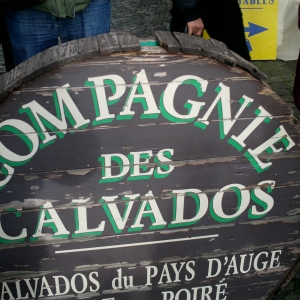 COMPAGNIE
DES
CALVADOS
CALVADOS du PAYS D'AUGE
POIRÉ